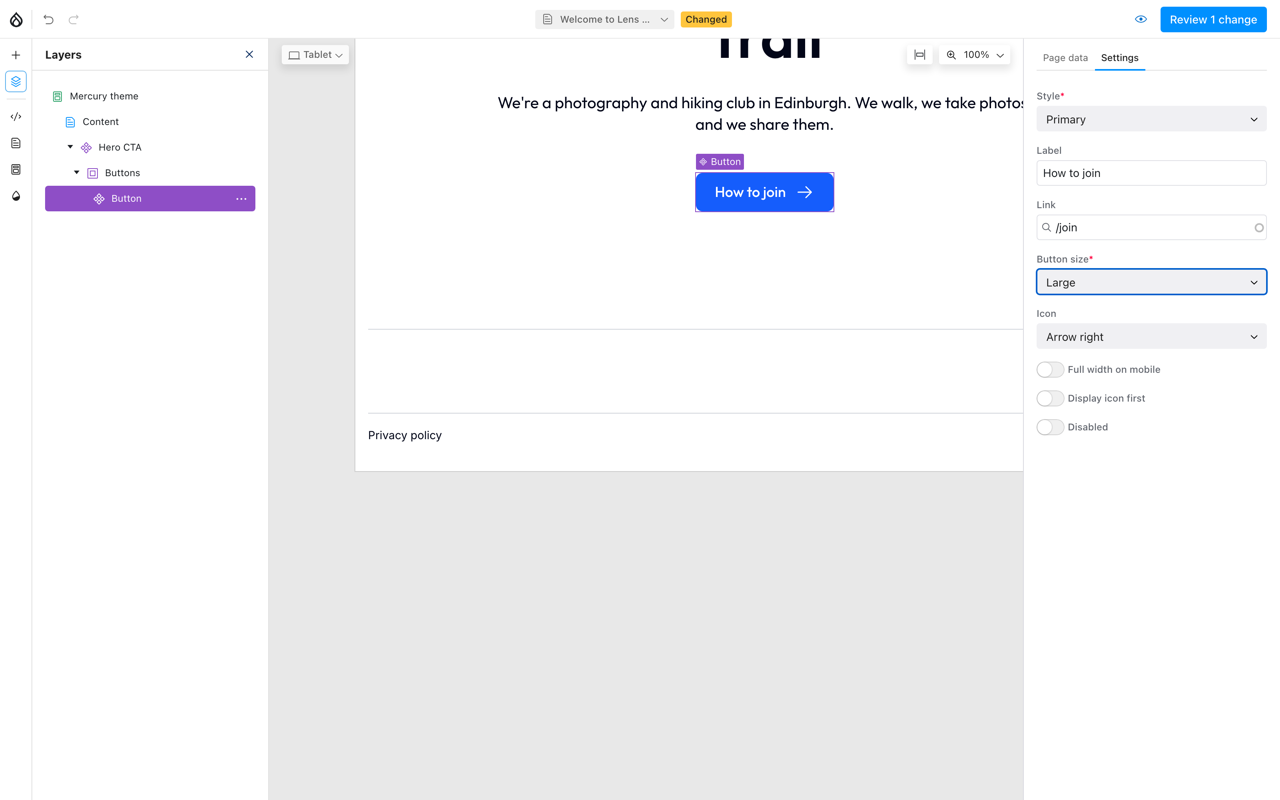 Welcome to Lens ...
Changed
Review 1 change
Layers
Mercury theme
Content
Hero CTA
Buttons
Button
Tablet
100%
Trail
We're a photography and hiking club in Edinburgh. We walk, we take photos
and we share them.
Button
How to join
Privacy policy
Page data
Settings
Style*
Primary
Label
How to join
Link
/join
Button size*
Large
Icon
Arrow right
Full width on mobile
Display icon first
Disabled